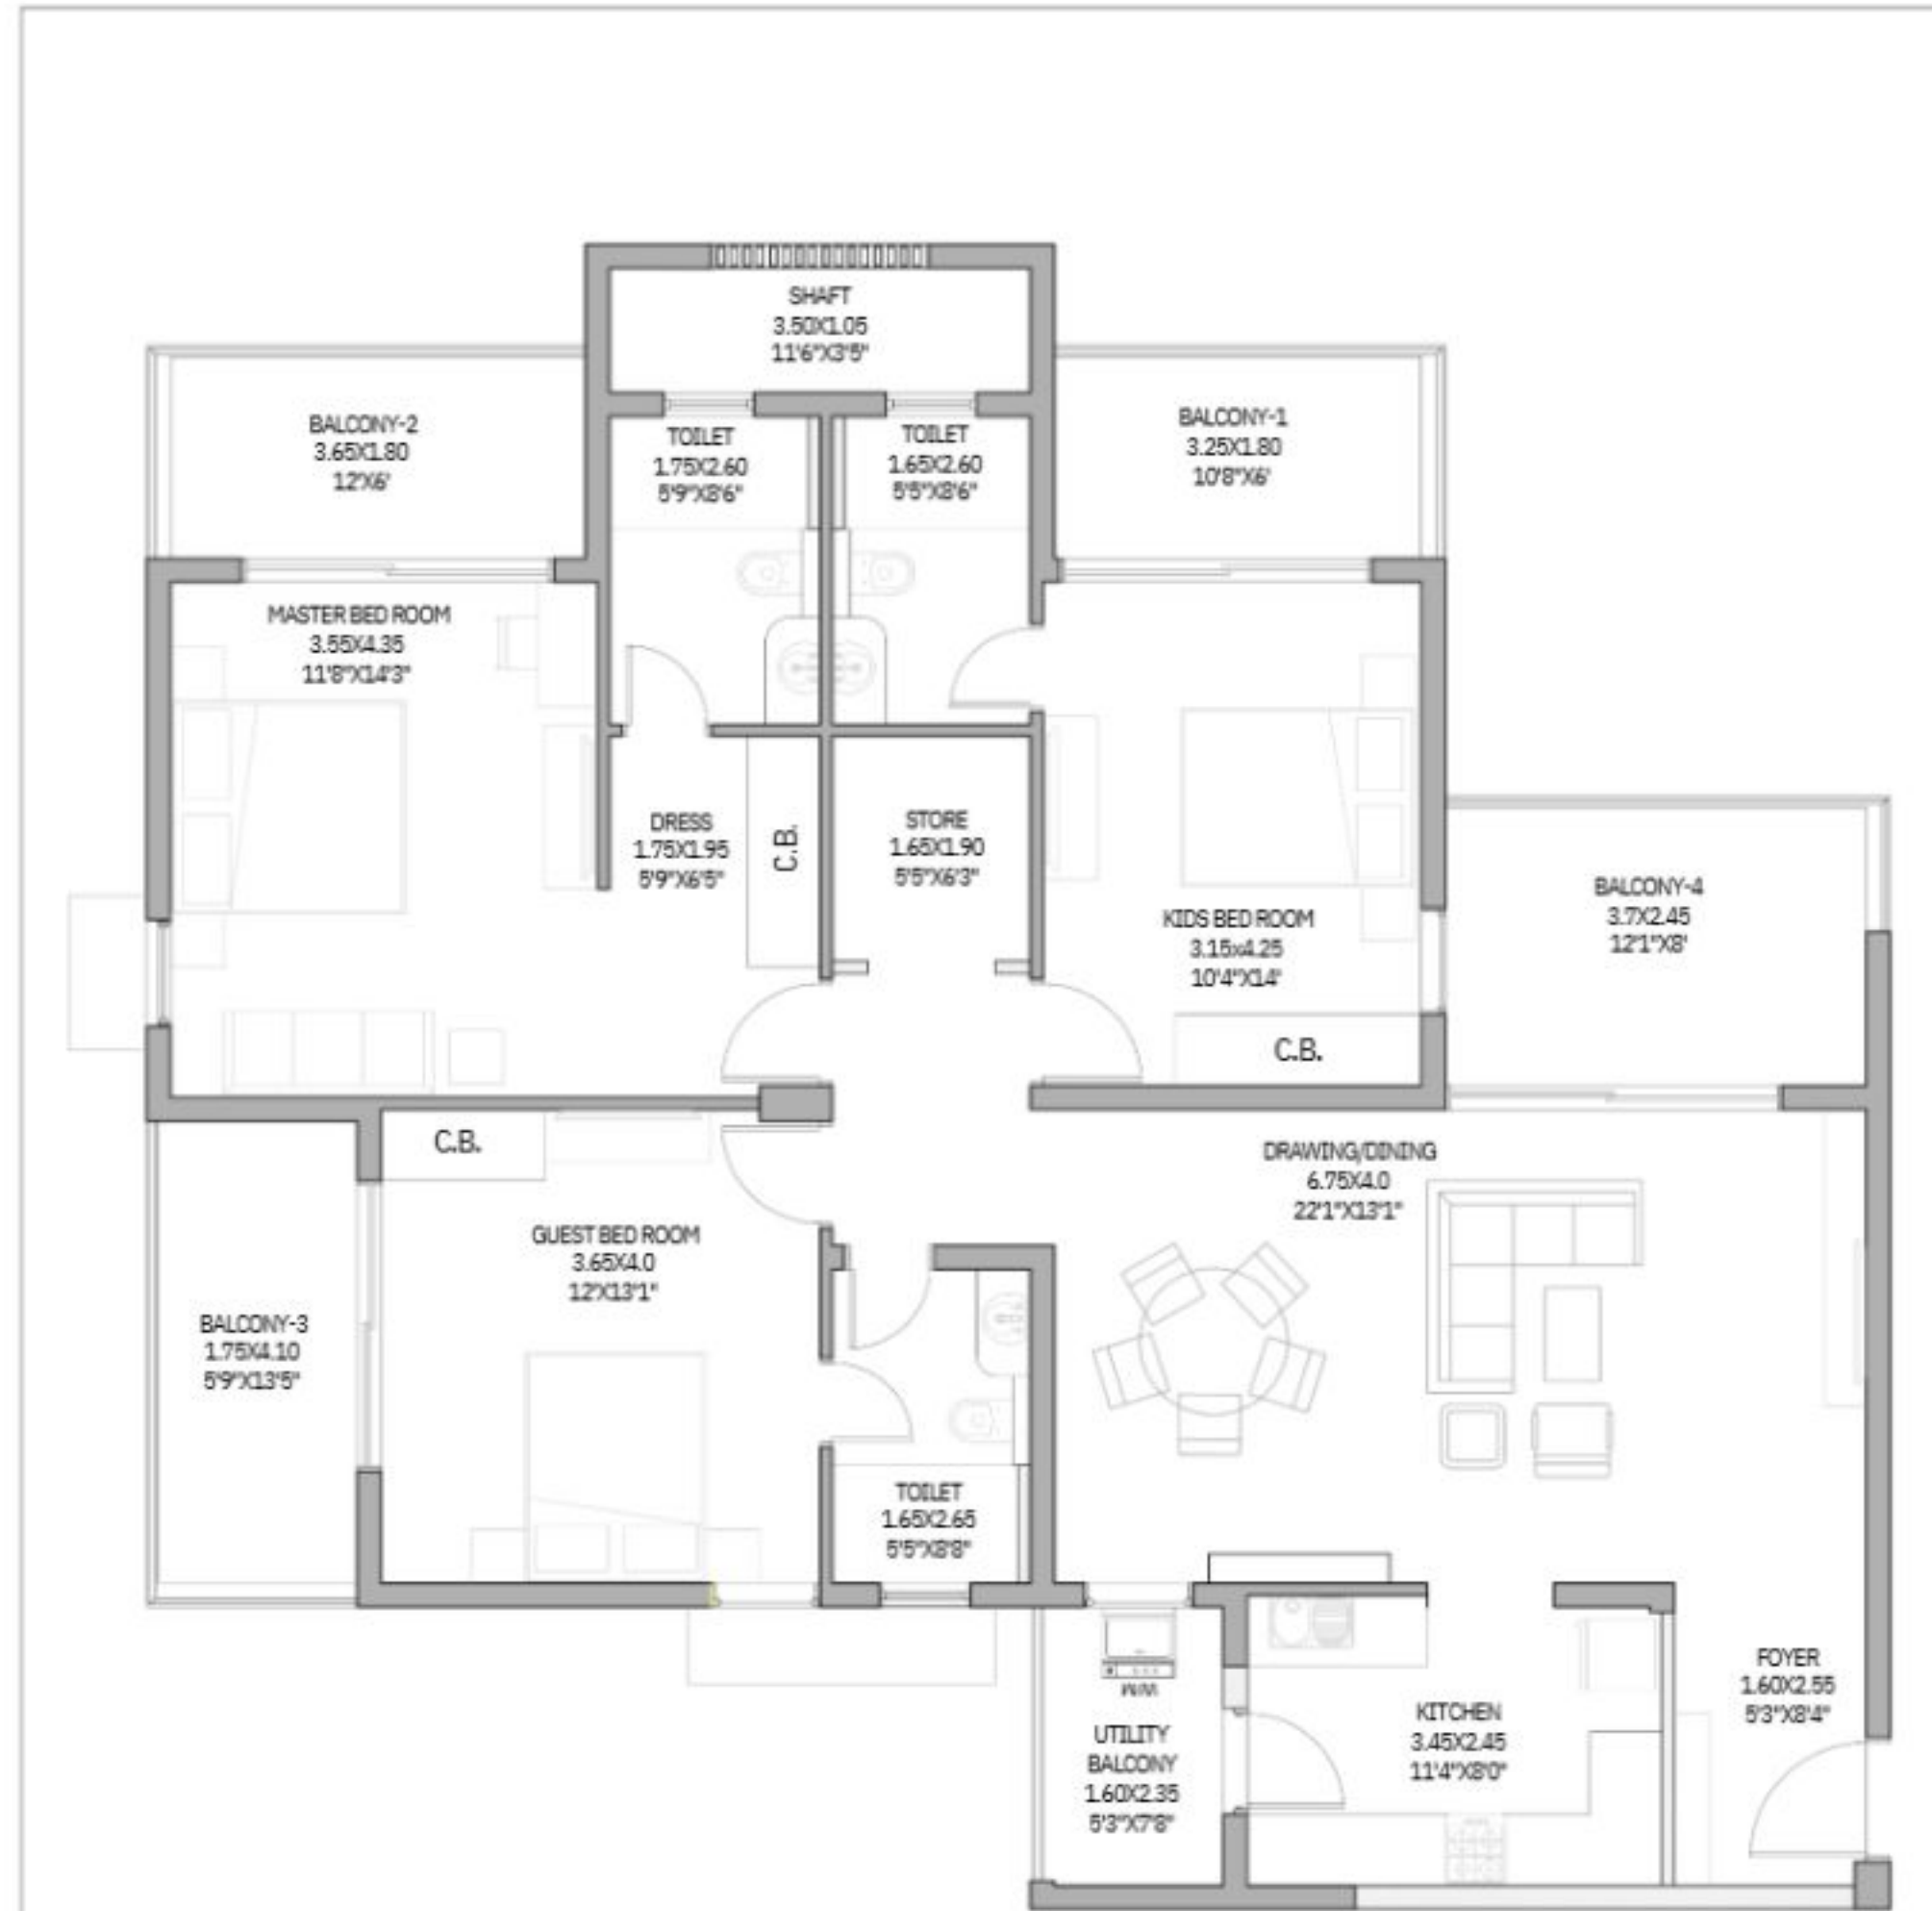 SHAFT
3.50X1.05
11'6"X3'5"
BALCONY-2
3.65X1.80
12'X6'
TOILET
1.75X2.60
5'9"X8'6"
TOILET
1.65X2.60
5'5"X8'6"
BALCONY-1
3.25X1.80
10'8"X6'
MASTER BED ROOM
3.55X4.35
11'8"X14'3"
DRESS
1.75X1.95
5'9"X6'5"
C.B.
STORE
1.65X1.90
5'5"X6'3"
KIDS BED ROOM
3.15x4.25
10'4"X14'
C.B.
BALCONY-4
3.7X2.45
12'1"X8'
C.B.
GUEST BED ROOM
3.65X4.0
12'X13'1"
DRAWING/DINING
6.75X4.0
22'1"X13'1"
BALCONY-3
1.75X4.10
5'9"X13'5"
TOILET
1.65X2.65
5'5"X8'8"
W/M
UTILITY
BALCONY
1.60X2.35
5'3"X7'8"
KITCHEN
3.45X2.45
11'4"X8'0"
FOYER
1.60X2.55
5'3"X8'4"